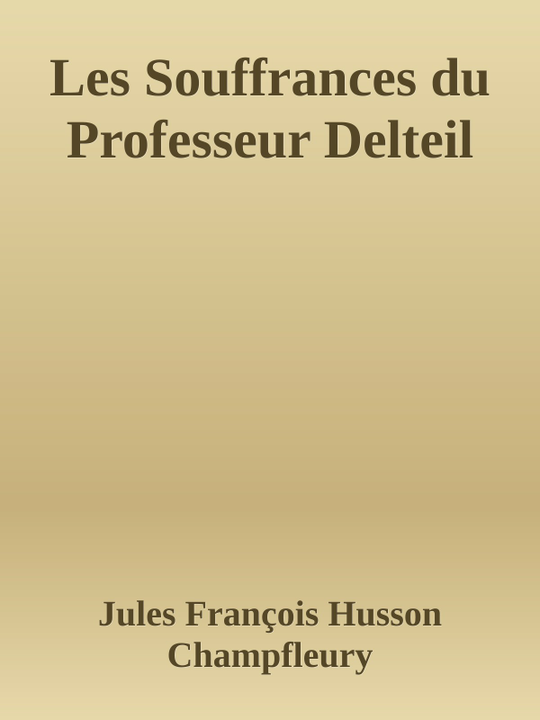 Les Souffrances du
Professeur Delteil
Jules François Husson
Champfleury